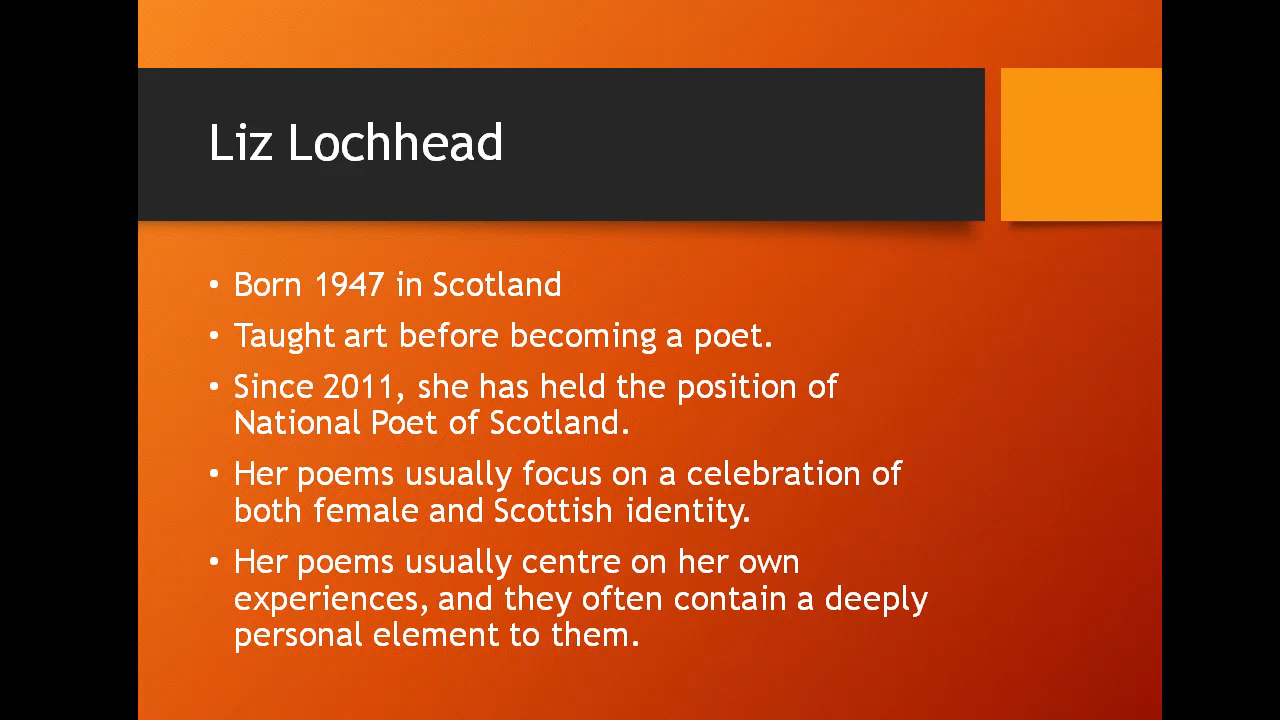 Liz Lochhead
• Born 1947 in Scotland
• Taught art before becoming a poet.
• Since 2011, she has held the position of
National Poet of Scotland.
• Her poems usually focus on a celebration of
both female and Scottish identity.
• Her poems usually centre on her own
experiences, and they often contain a deeply
personal element to them.